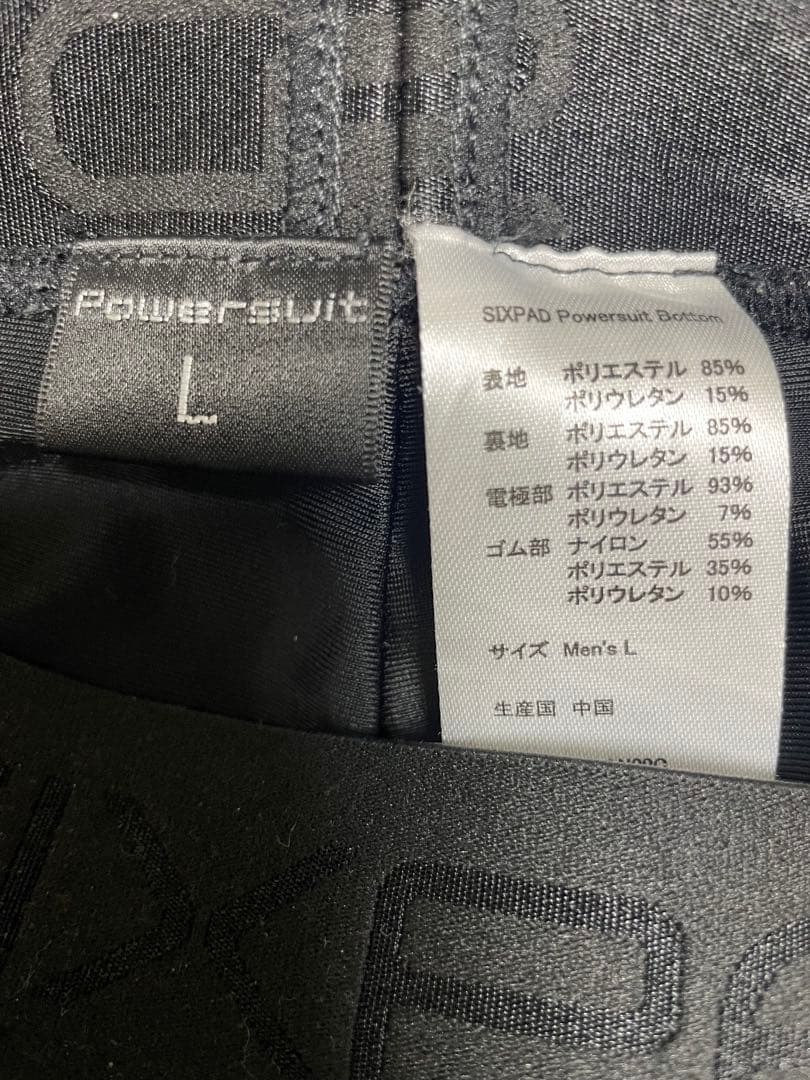 Powersuit
L
SIXPAD Powersuit Bottom
表地 ポリエステル 85%
ポリウレタン 15%
裏地 ポリエステル 85%
ポリウレタン 15%
電極部 ポリエステル 93%
ポリウレタン 7%
ゴム部 ナイロン 55%
ポリエステル 35%
ポリウレタン 10%
サイズ Men's L
生産国 中国